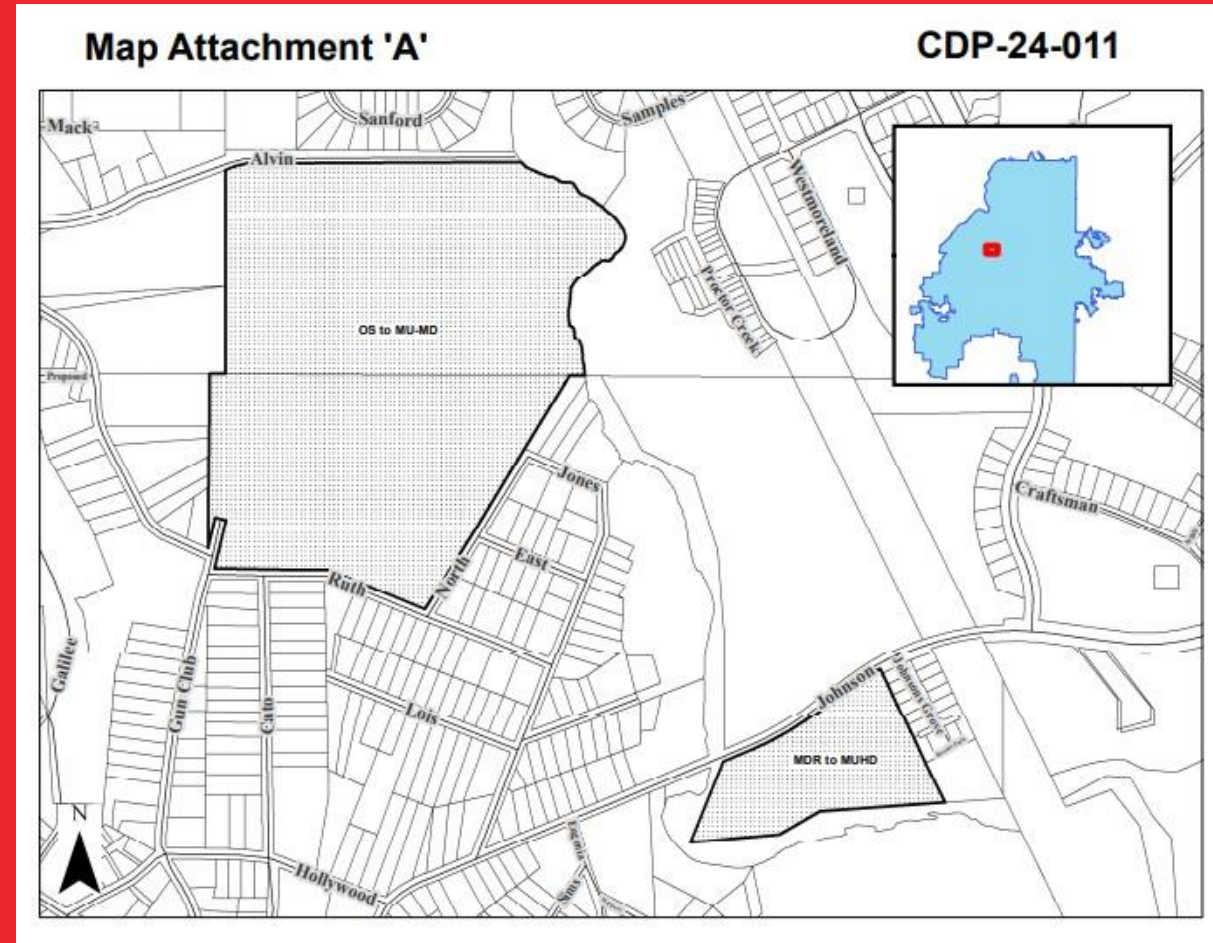 Map Attachment 'A'
CDP-24-011
Mack
Sanford
Samples
Alvin
Westmoreland
Proctor Creek
OS to MU-MD
Proposed
Jones
Craftsman
East
North
Ruth
Galilee
Gun Club
Cato
Lois
Johnson
Johnsons Grove
MDR to MUHD
N
Hollywood
Sims